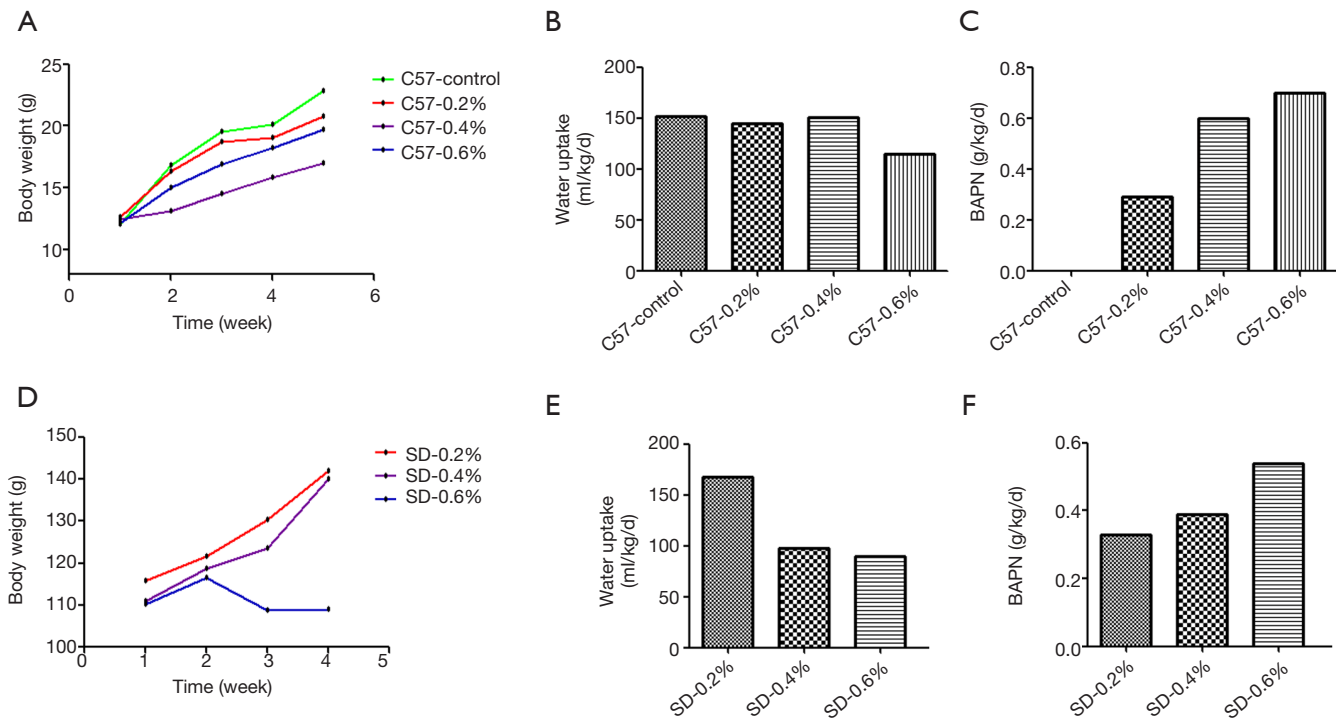 A
Body weight (g)
25
20
15
10
0
2
4
6
Time (week)
C57-control
C57-0.2%
C57-0.4%
C57-0.6%
B
Water uptake
(ml/kg/d)
200
150
100
50
0
C57-control
C57-0.2%
C57-0.4%
C57-0.6%
C
BAPN (g/kg/d)
0.8
0.6
0.4
0.2
0.0
C57-control
C57-0.2%
C57-0.4%
C57-0.6%
D
Body weight (g)
150
140
130
120
110
100
0
1
2
3
4
5
Time (week)
SD-0.2%
SD-0.4%
SD-0.6%
E
Water uptake
(ml/kg/d)
200
150
100
50
0
SD-0.2%
SD-0.4%
SD-0.6%
F
BAPN (g/kg/d)
0.6
0.4
0.2
0.0
SD-0.2%
SD-0.4%
SD-0.6%